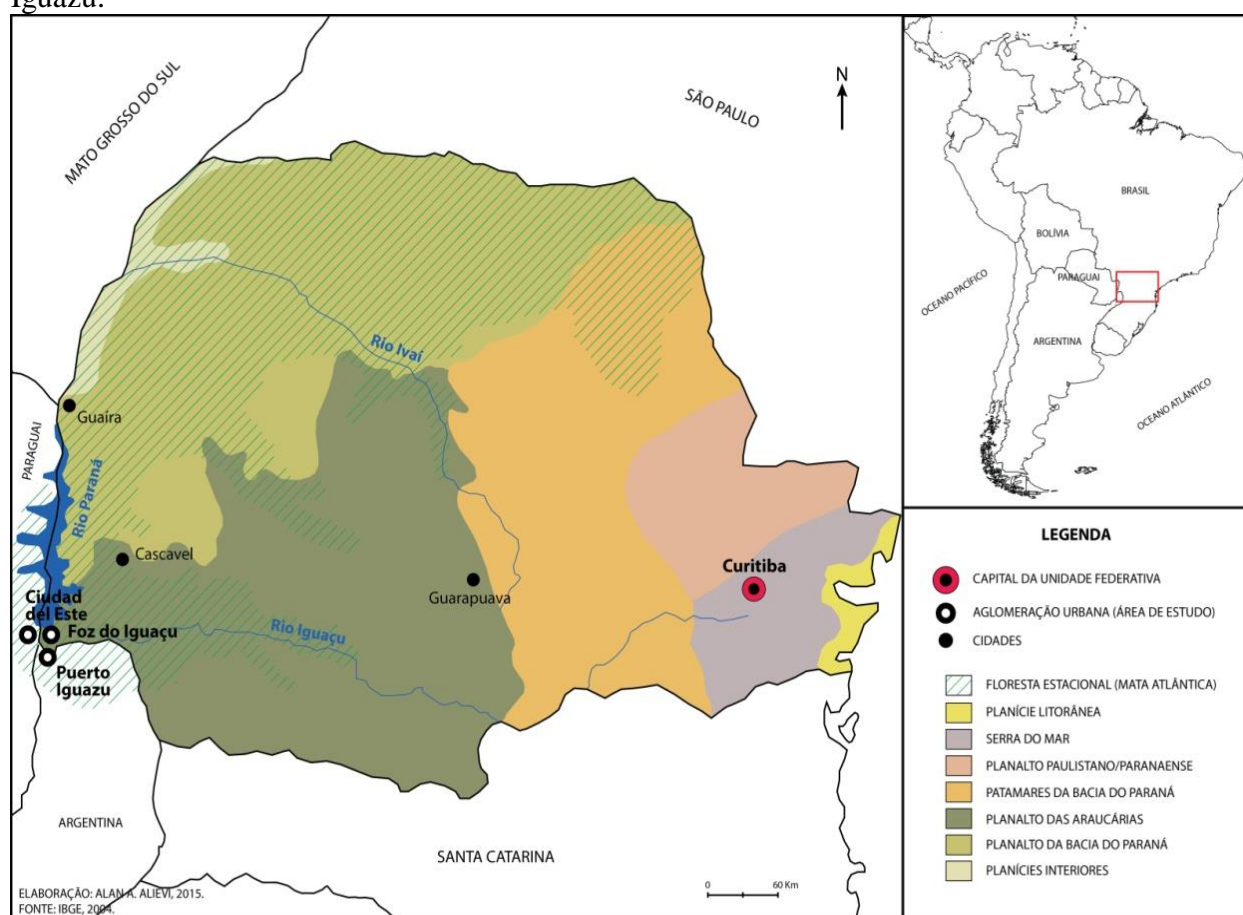 Iguazu.
MATO GROSSO DO SUL
SÃO PAULO
N
Rio Ivaí
Guaíra
PARAGUAI
Rio Paraná
Cascavel
Guarapuava
Curitiba
Ciudad
del Este
Foz do Iguaçu
Rio Iguaçu
Puerto
Iguazu
ARGENTINA
SANTA CATARINA
0 60 Km
ELABORAÇÃO: ALAN A. ALIEVI, 2015.
FONTE: IBGE, 2004.
BRASIL
BOLÍVIA
PARAGUAI
OCEANO PACÍFICO
ARGENTINA
OCEANO ATLÂNTICO
LEGENDA
CAPITAL DA UNIDADE FEDERATIVA
AGLOMERAÇÃO URBANA (ÁREA DE ESTUDO)
CIDADES
FLORESTA ESTACIONAL (MATA ATLÂNTICA)
PLANÍCIE LITORÂNEA
SERRA DO MAR
PLANALTO PAULISTANO/PARANAENSE
PATAMARES DA BACIA DO PARANÁ
PLANALTO DAS ARAUCÁRIAS
PLANALTO DA BACIA DO PARANÁ
PLANÍCIES INTERIORES